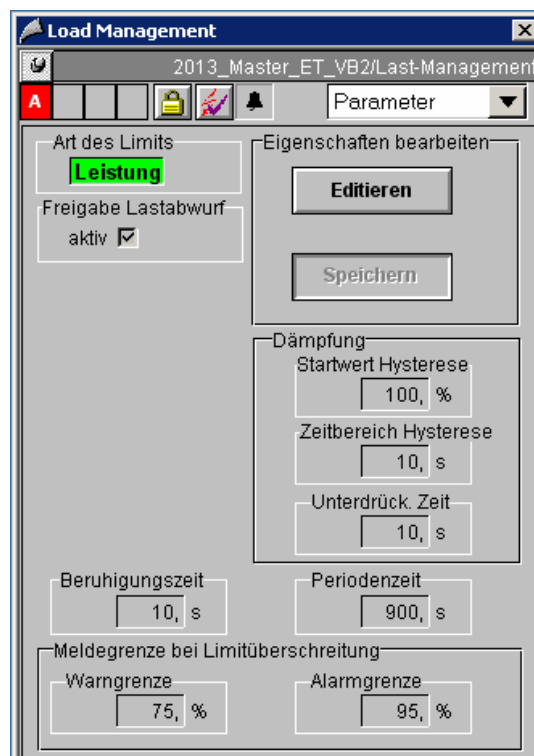 Load Management
2013_Master_ET_VB2/Last-Management
A
Parameter
Art des Limits
Leistung
Freigabe Lastabwurf
aktiv
Eigenschaften bearbeiten
Editieren
Speichern
Dämpfung
Startwert Hysterese
100, %
Zeitbereich Hysterese
10, s
Unterdrück. Zeit
10, s
Beruhigungszeit
10, s
Periodenzeit
900, s
Meldegrenze bei Limitüberschreitung
Warngrenze
75, %
Alarmgrenze
95, %